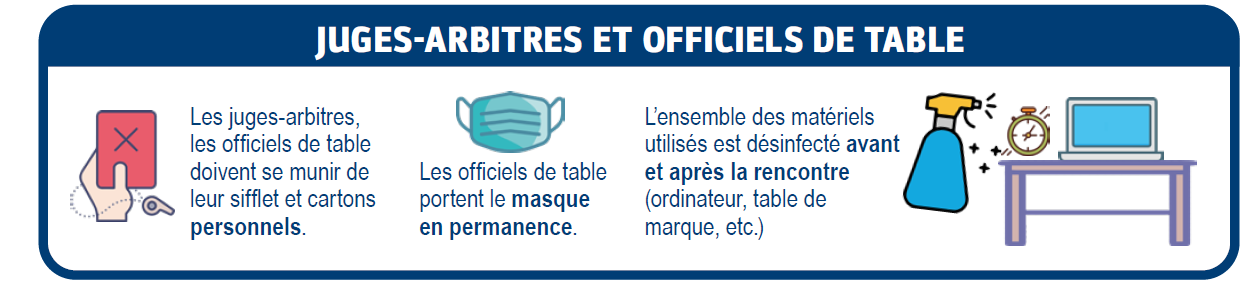 JUGES-ARBITRES ET OFFICIELS DE TABLE
Les juges-arbitres,
les officiels de table
doivent se munir de
leur sifflet et cartons
personnels.
Les officiels de table
portent le masque
en permanence.
L'ensemble des matériels
utilisés est désinfecté avant
et après la rencontre
(ordinateur, table de
marque, etc.)